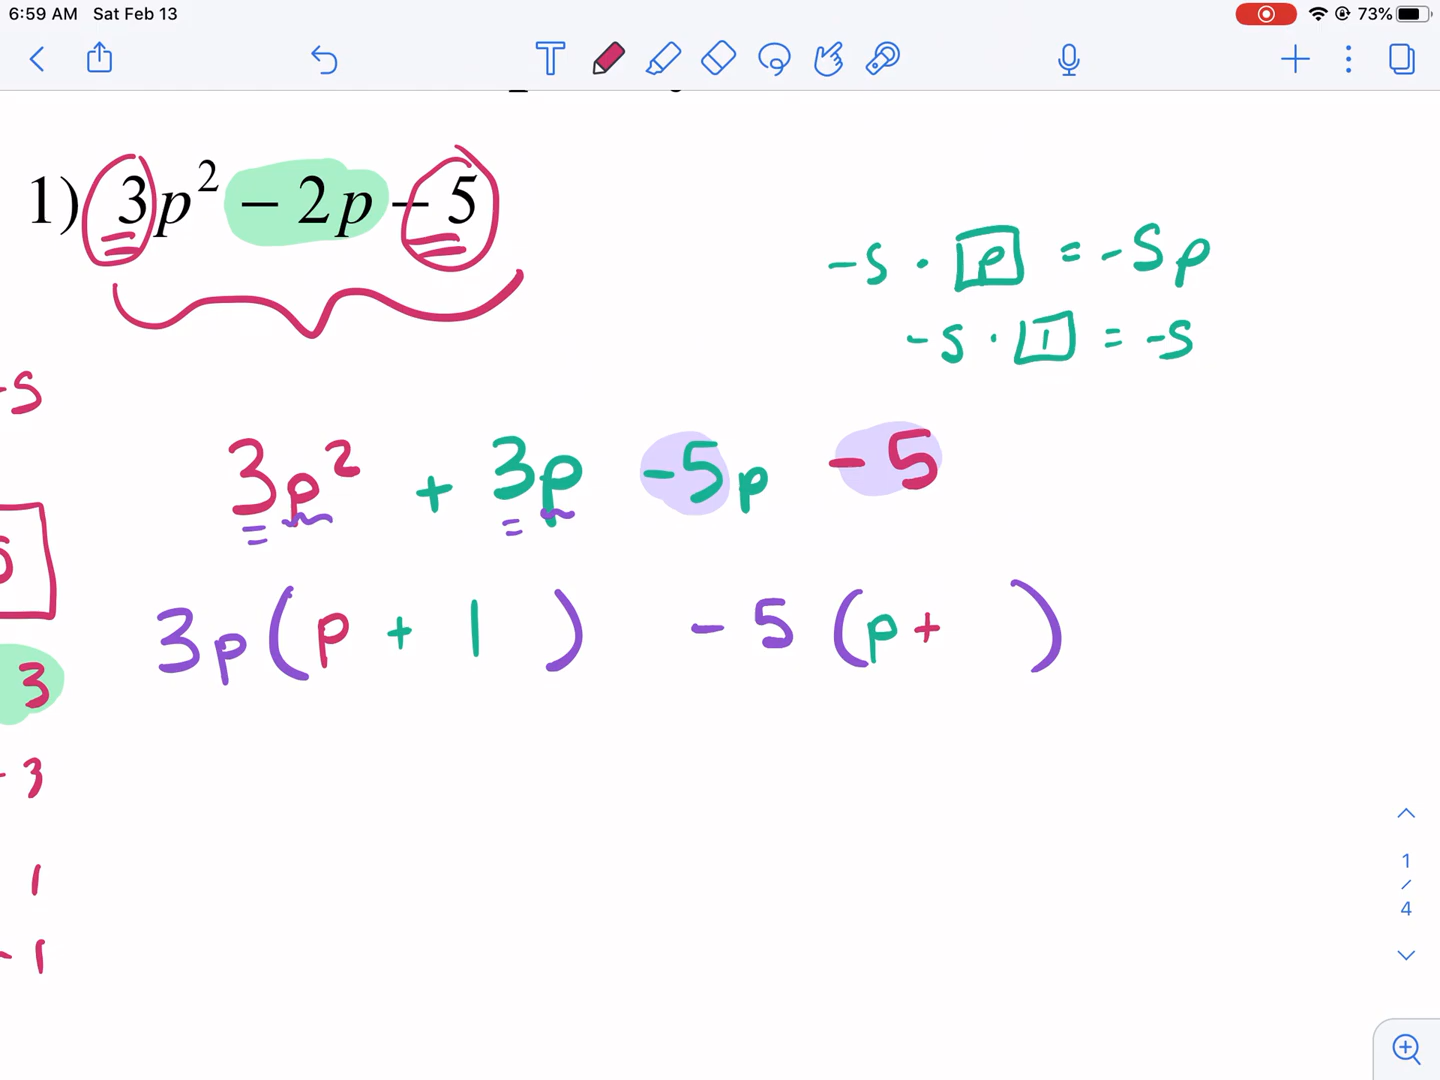 6:59 AM Sat Feb 13
73%
1) 3p² − 2p − 5
-5 · p = -5p
-5 · 1 = -5
-5
3p² + 3p -5p - 5
3p(p + 1) - 5(p+ )
3
- 3
1
- 1
1
/
4